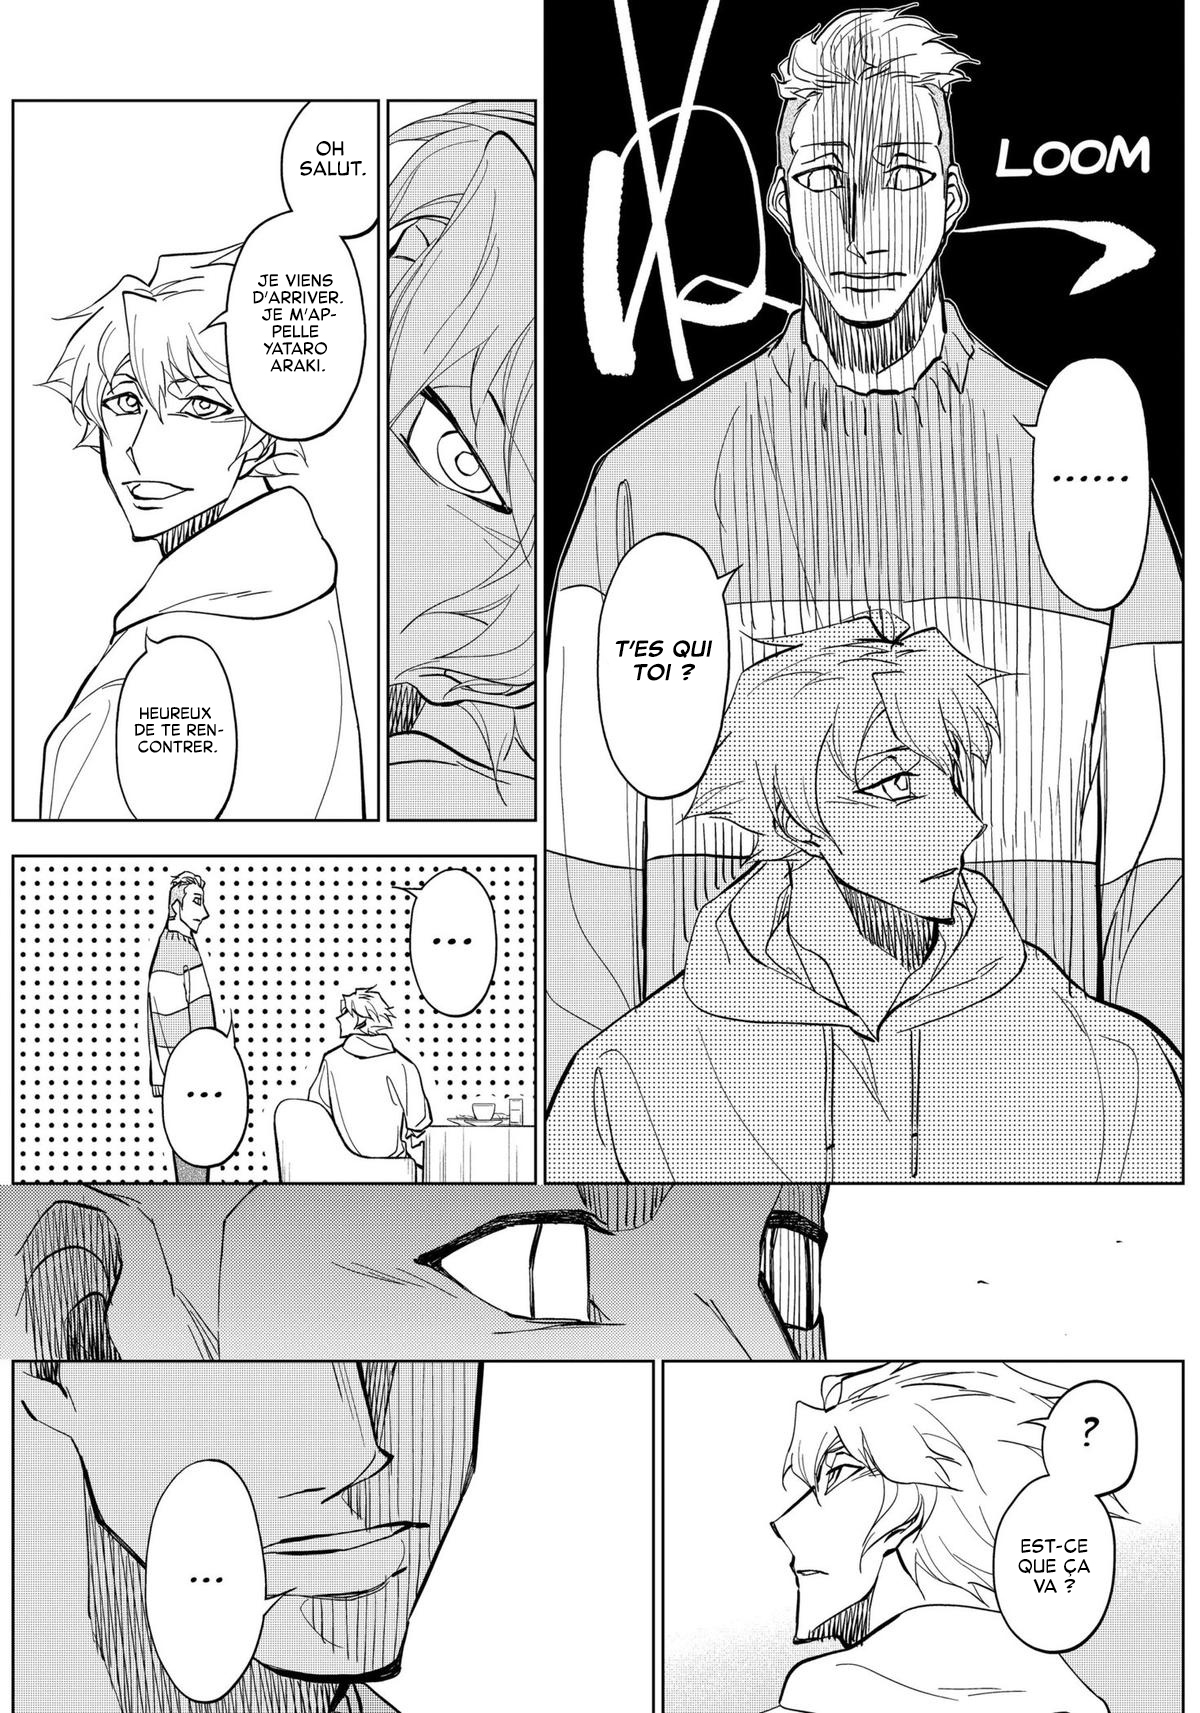 LOOM
......
T'ES QUI
TOI ?
OH
SALUT.
JE VIENS
D'ARRIVER.
JE M'AP-
PELLE
YATARO
ARAKI.
HEUREUX
DE TE REN-
CONTRER.
...
...
?
EST-CE
QUE ÇA
VA ?
...